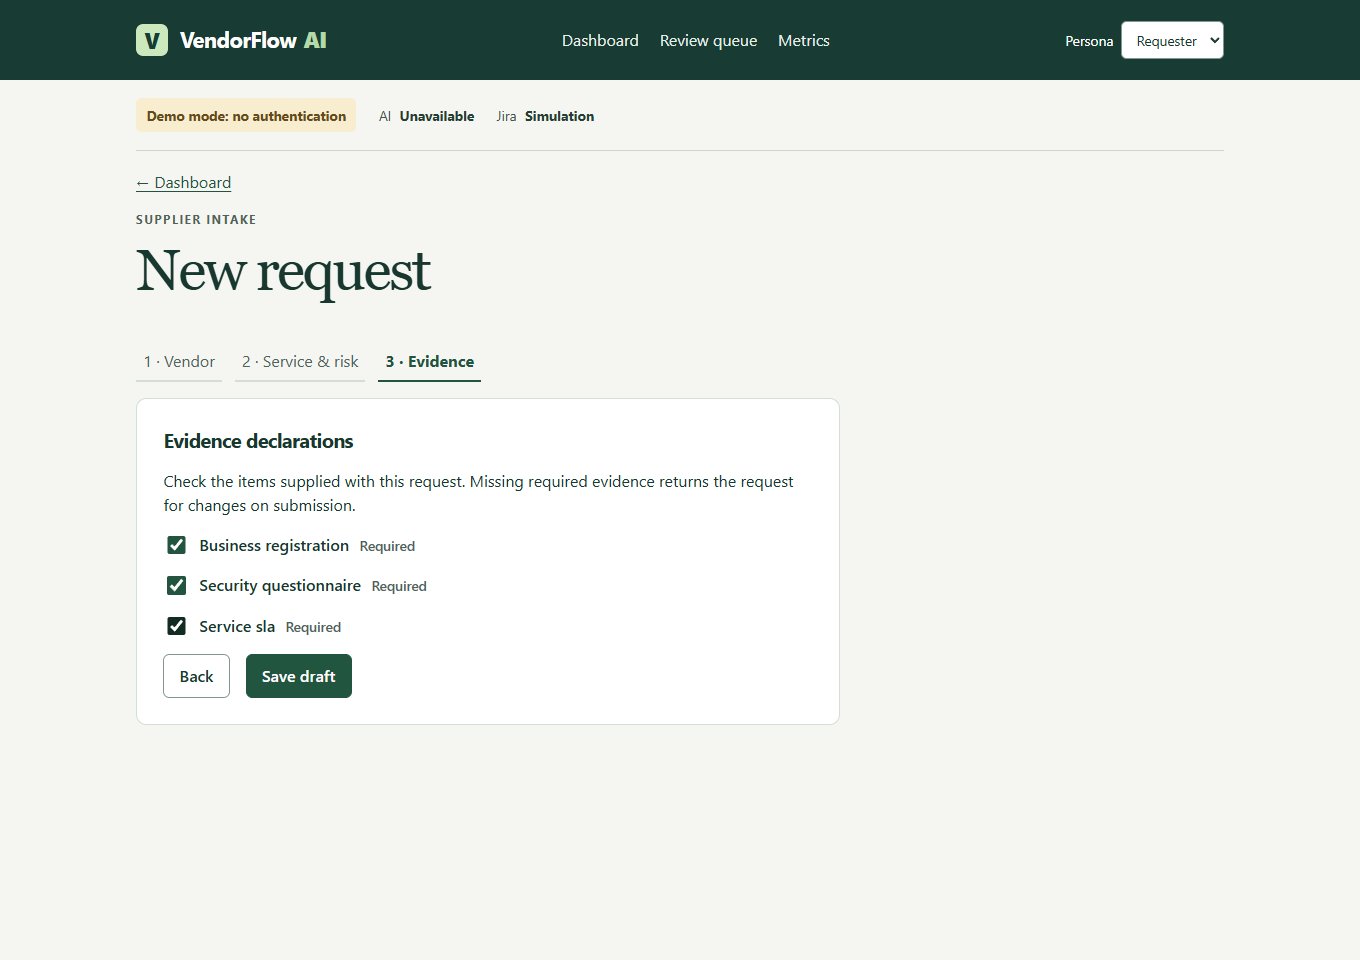 V VendorFlow AI
Dashboard Review queue Metrics
Persona Requester
Demo mode: no authentication AI Unavailable Jira Simulation
← Dashboard
SUPPLIER INTAKE
New request
1 · Vendor 2 · Service & risk 3 · Evidence
Evidence declarations
Check the items supplied with this request. Missing required evidence returns the request
for changes on submission.
Business registration Required
Security questionnaire Required
Service sla Required
Back Save draft